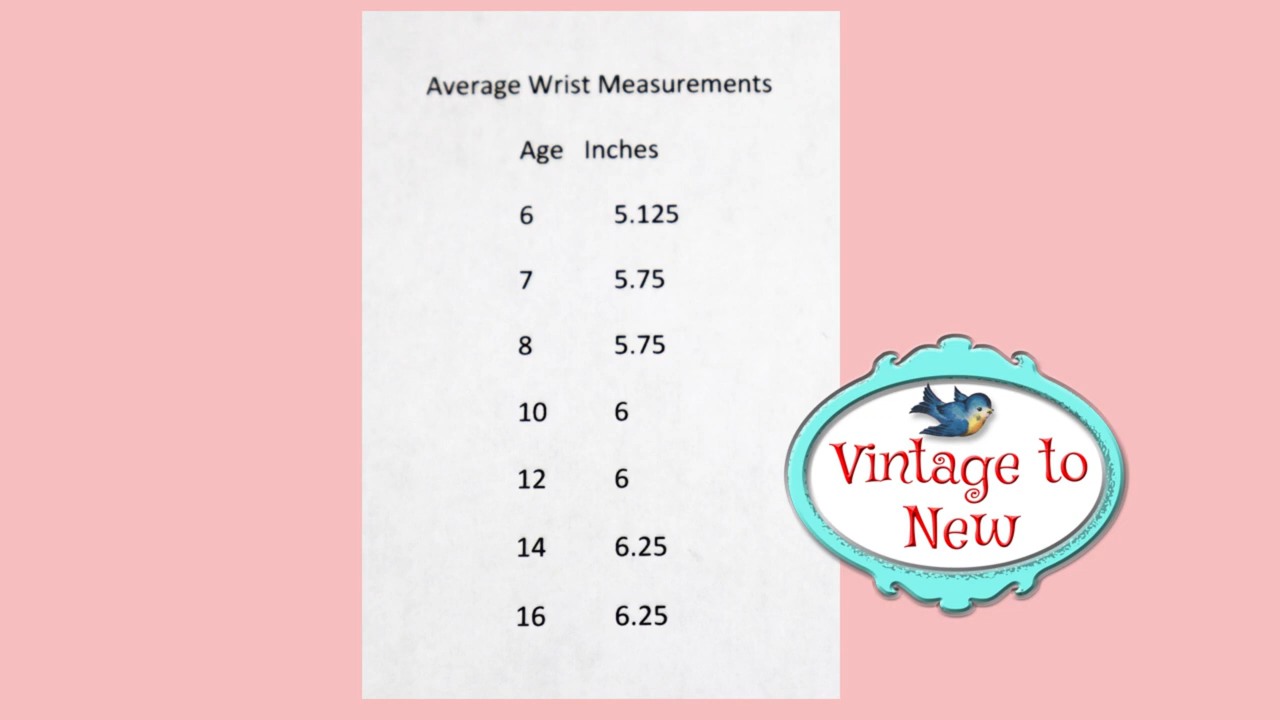 Average Wrist Measurements
Age Inches
6 5.125
7 5.75
8 5.75
10 6
12 6
14 6.25
16 6.25
Vintage to
New